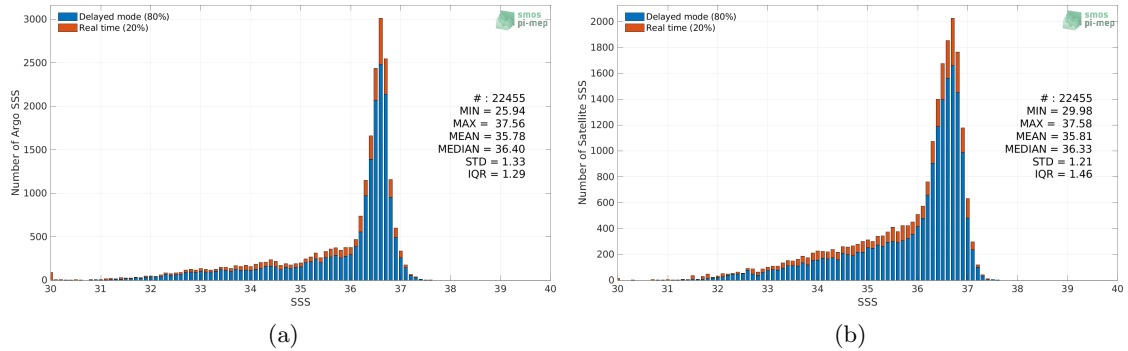 Delayed mode (80%)
Real time (20%)
smos
pi-mep
3000
2500
2000
1500
1000
500
0
Number of Argo SSS
# : 22455
MIN = 25.94
MAX = 37.56
MEAN = 35.78
MEDIAN = 36.40
STD = 1.33
IQR = 1.29
30 31 32 33 34 35 36 37 38 39 40
SSS
(a)
Delayed mode (80%)
Real time (20%)
smos
pi-mep
2000
1800
1600
1400
1200
1000
800
600
400
200
0
Number of Satellite SSS
# : 22455
MIN = 29.98
MAX = 37.58
MEAN = 35.81
MEDIAN = 36.33
STD = 1.21
IQR = 1.46
30 31 32 33 34 35 36 37 38 39 40
SSS
(b)